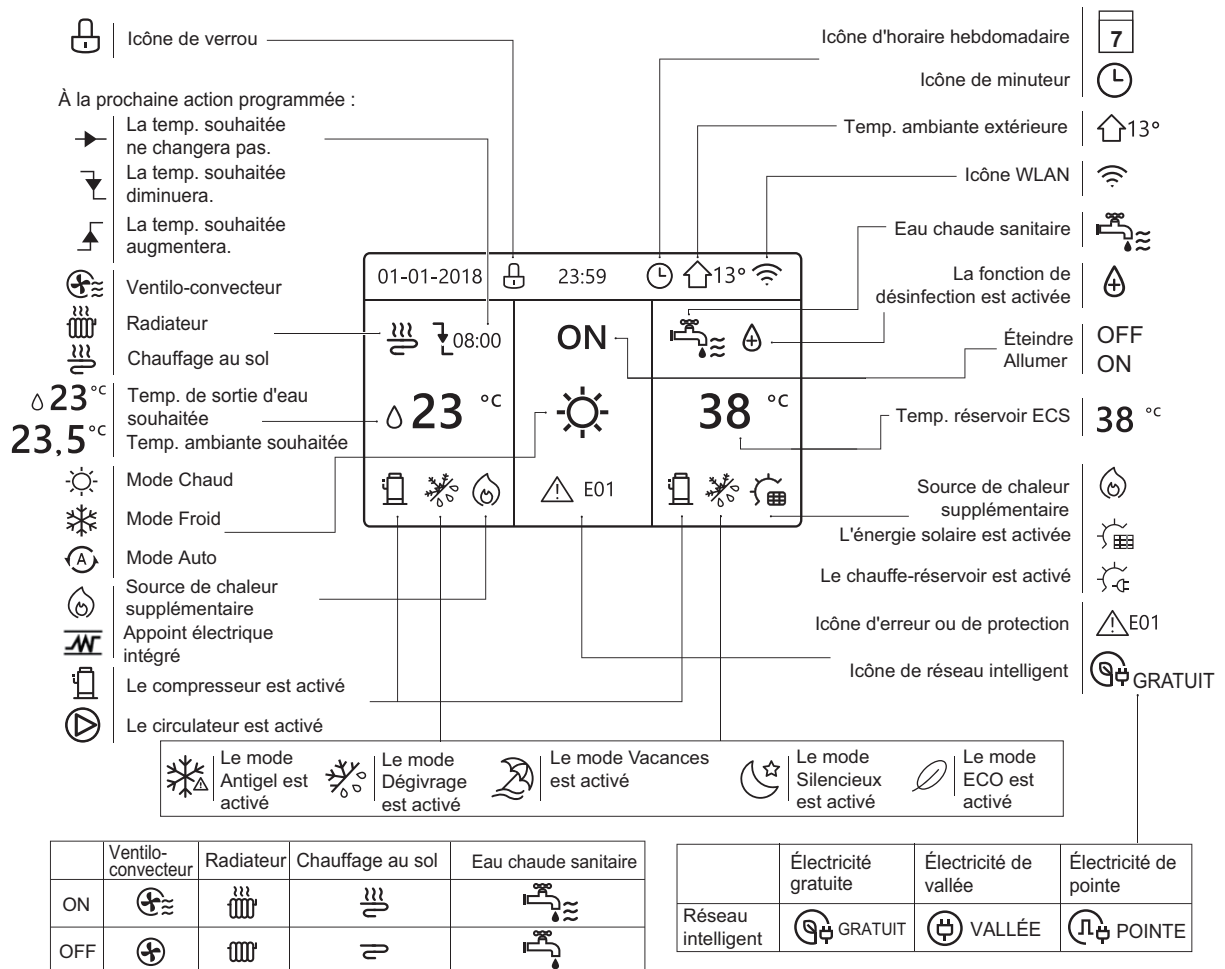 Icône de verrou
À la prochaine action programmée :
La temp. souhaitée
ne changera pas.
La temp. souhaitée
diminuera.
La temp. souhaitée
augmentera.
Ventilo-convecteur
Radiateur
Chauffage au sol
23°c
Temp. de sortie d'eau
souhaitée
23,5°c
Temp. ambiante souhaitée
Mode Chaud
Mode Froid
A
Mode Auto
Source de chaleur
supplémentaire
Appoint électrique
intégré
Le compresseur est activé
Le circulateur est activé
01-01-2018
23:59
13°
08:00
ON
23 °c
38 °c
E01
Icône d'horaire hebdomadaire
7
Icône de minuteur
Temp. ambiante extérieure
13°
Icône WLAN
Eau chaude sanitaire
La fonction de
désinfection est activée
Éteindre
OFF
Allumer
ON
Temp. réservoir ECS
38 °c
Source de chaleur
supplémentaire
L'énergie solaire est activée
Le chauffe-réservoir est activé
Icône d'erreur ou de protection
E01
Icône de réseau intelligent
GRATUIT
Le mode
Antigel est
activé
Le mode
Dégivrage
est activé
Le mode Vacances
est activé
Le mode
Silencieux
est activé
Le mode
ECO est
activé
Ventilo-
convecteur
Radiateur
Chauffage au sol
Eau chaude sanitaire
ON
OFF
Électricité
gratuite
Électricité de
vallée
Électricité de
pointe
Réseau
intelligent
GRATUIT
VALLÉE
POINTE